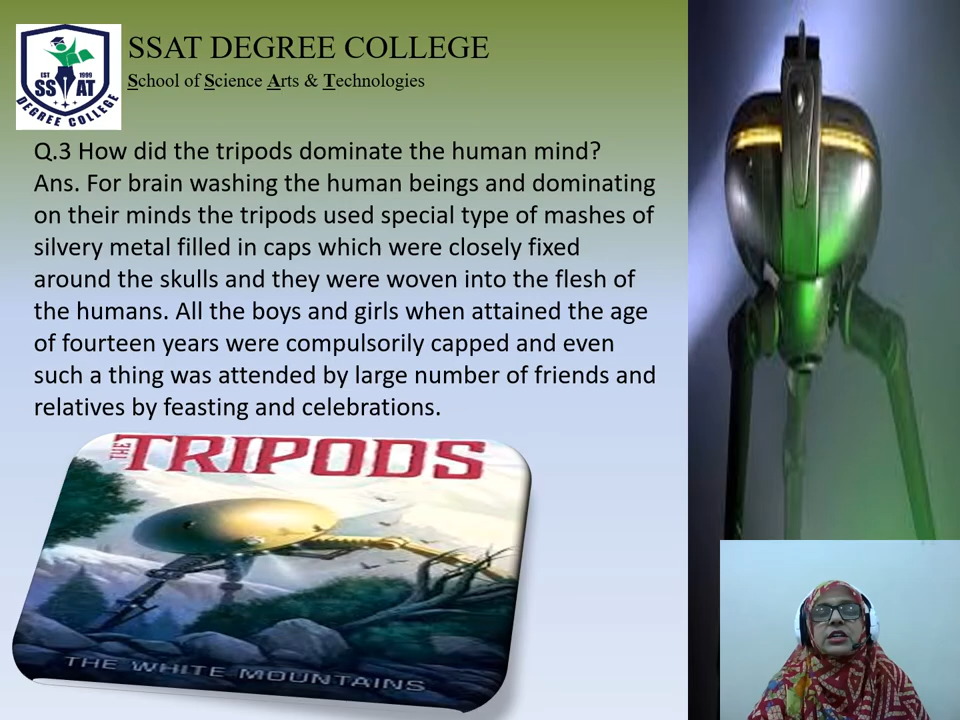 SSAT DEGREE COLLEGE
School of Science Arts & Technologies
EST 1999
SS AT
DEGREE COLLEGE
Q.3 How did the tripods dominate the human mind?
Ans. For brain washing the human beings and dominating
on their minds the tripods used special type of mashes of
silvery metal filled in caps which were closely fixed
around the skulls and they were woven into the flesh of
the humans. All the boys and girls when attained the age
of fourteen years were compulsorily capped and even
such a thing was attended by large number of friends and
relatives by feasting and celebrations.
THE TRIPODS
THE WHITE MOUNTAINS